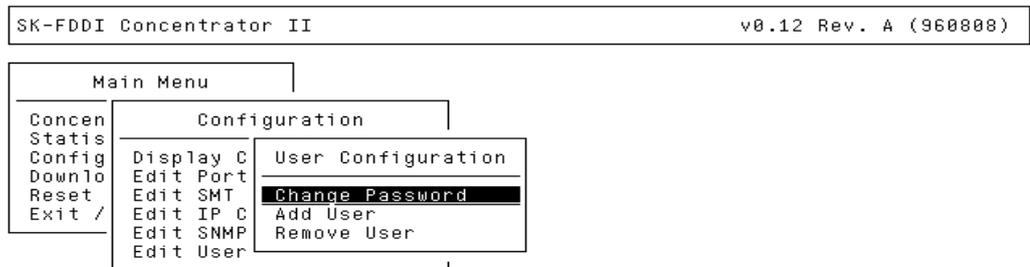 SK-FDDI Concentrator II v0.12 Rev. A (960808)
Main Menu
Concen
Statis
Config
Downlo
Reset
Exit /
Configuration
Display C
Edit Port
Edit SMT
Edit IP C
Edit SNMP
Edit User
User Configuration
Change Password
Add User
Remove User